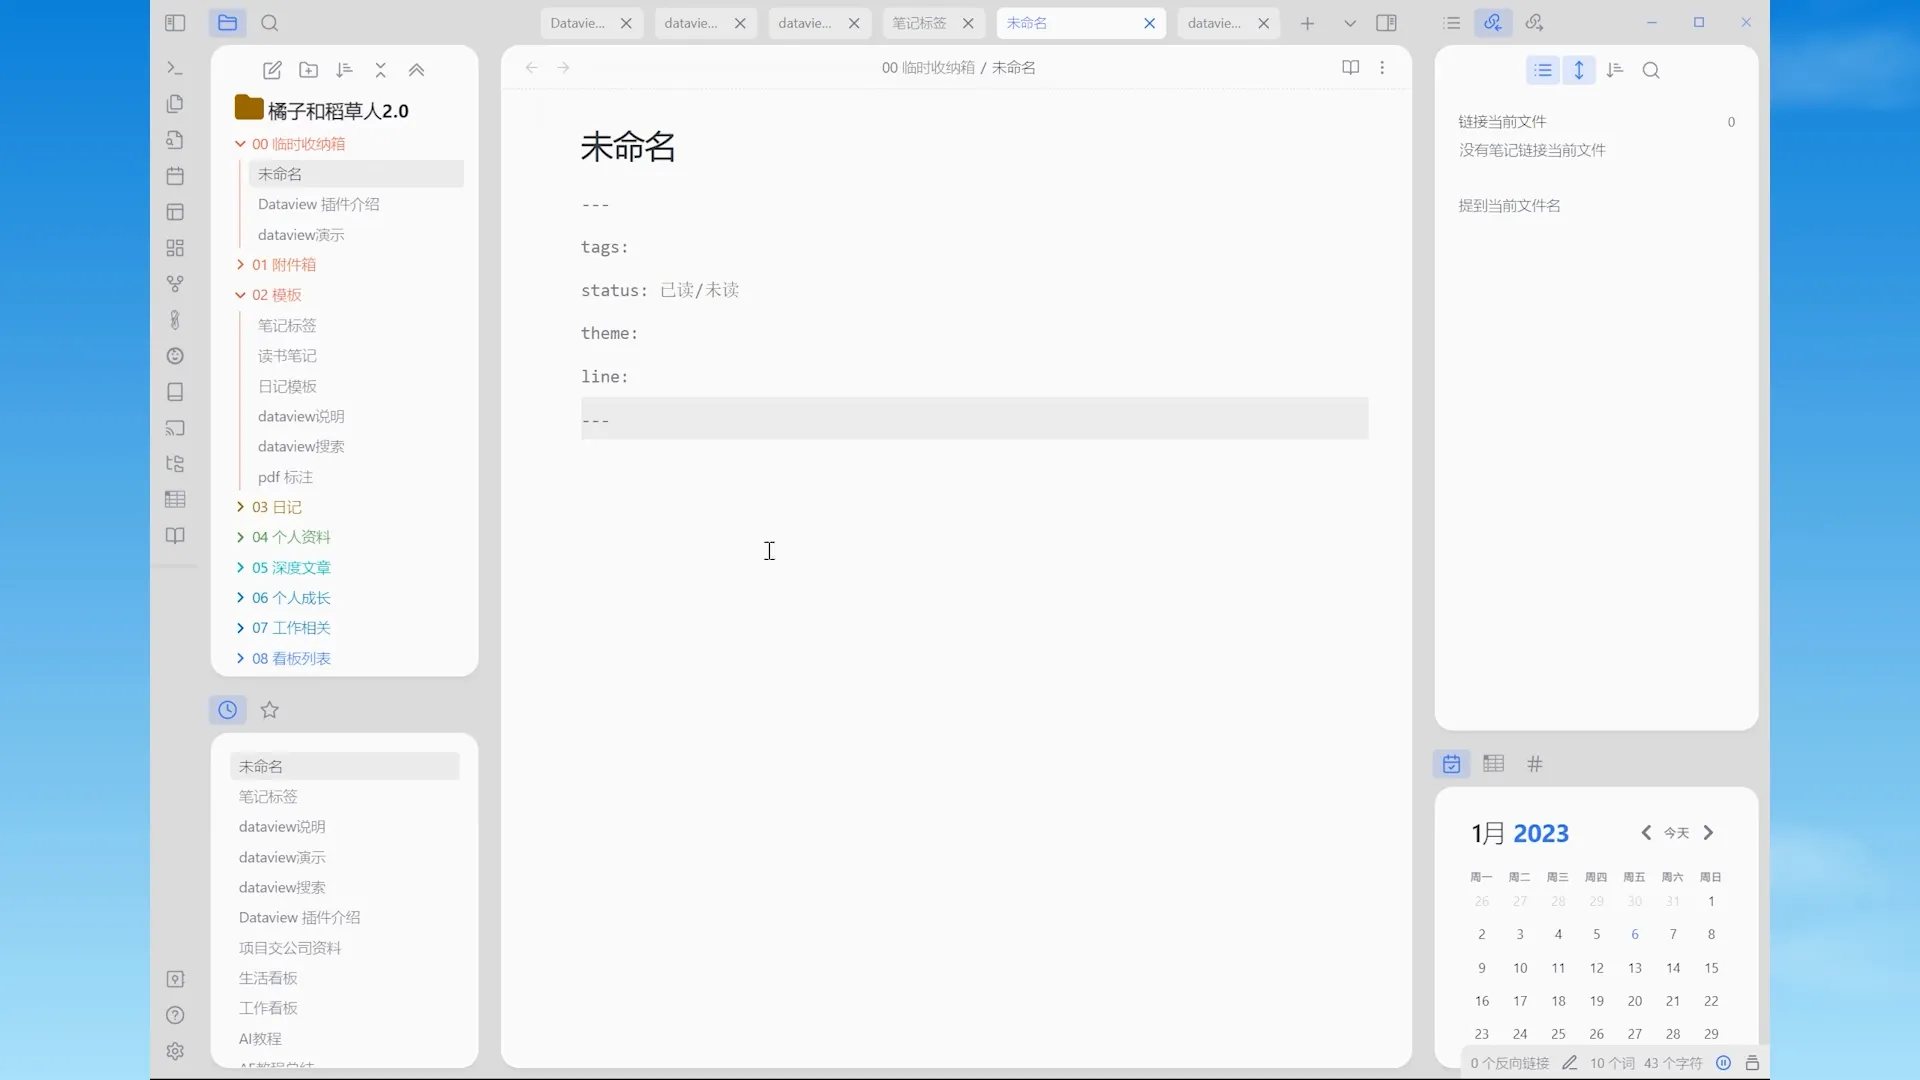 Datavie...
datavie...
datavie...
笔记标签
未命名
datavie...
橘子和稻草人2.0
00 临时收纳箱
未命名
Dataview 插件介绍
dataview演示
01 附件箱
02 模板
笔记标签
读书笔记
日记模板
dataview说明
dataview搜索
pdf 标注
03 日记
04 个人资料
05 深度文章
06 个人成长
07 工作相关
08 看板列表
未命名
笔记标签
dataview说明
dataview演示
dataview搜索
Dataview 插件介绍
项目交公司资料
生活看板
工作看板
AI教程
00 临时收纳箱 / 未命名
未命名
---
tags:
status: 已读/未读
theme:
line:
---
链接当前文件 0
没有笔记链接当前文件
提到当前文件名
1月 2023
今天
周一 周二 周三 周四 周五 周六 周日
26 27 28 29 30 31 1
2 3 4 5 6 7 8
9 10 11 12 13 14 15
16 17 18 19 20 21 22
23 24 25 26 27 28 29
0 个反向链接 10 个词 43 个字符